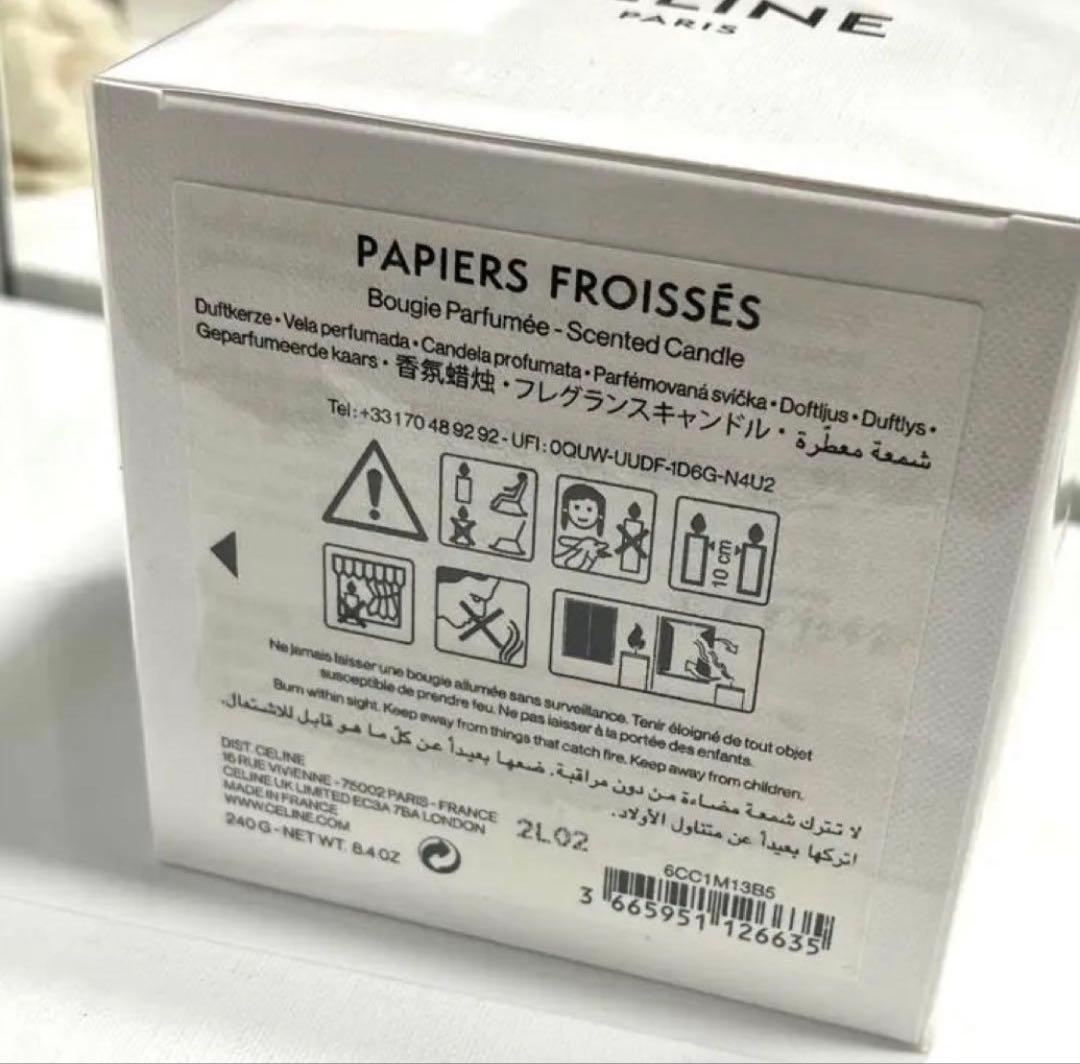 CELINE
PARIS
PAPIERS FROISSÉS
Bougie Parfumée - Scented Candle
Duftkerze • Vela perfumada • Candela profumata • Parfémovaná svíčka • Doftljus • Duftlys •
Geparfumeerde kaars • 香氛蜡烛 • フレグランスキャンドル • شمعة معطّرة
Tel : +33 1 70 48 92 92 - UFI : 0QUW-UUDF-1D6G-N4U2
10 cm
Ne jamais laisser une bougie allumée sans surveillance. Tenir éloigné de tout objet
susceptible de prendre feu. Ne pas laisser à la portée des enfants.
Burn within sight. Keep away from things that catch fire. Keep away from children.
لا تترك شمعة مضاءة من دون مراقبة. ضعها بعيداً عن كلّ ما هو قابل للاشتعال.
اتركها بعيداً عن متناول الأولاد.
DIST. CELINE
16 RUE VIVIENNE - 75002 PARIS - FRANCE
CELINE UK LIMITED EC3A 7BA LONDON
MADE IN FRANCE
WWW.CELINE.COM
240 G - NET WT. 8.4 OZ
2L02
6CC1M13B5
3 665951 126635